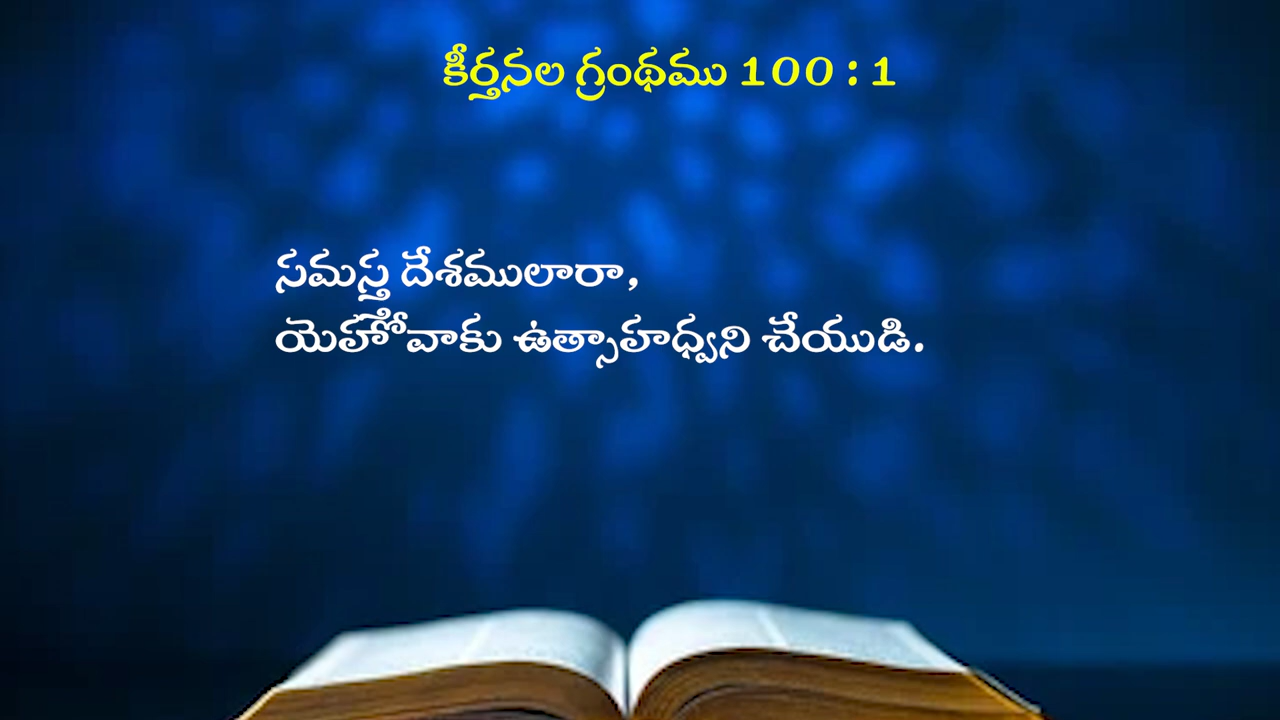 కీర్తనల గ్రంథము 100 : 1
సమస్త దేశములారా,
యెహోవాకు ఉత్సాహధ్వని చేయుడి.